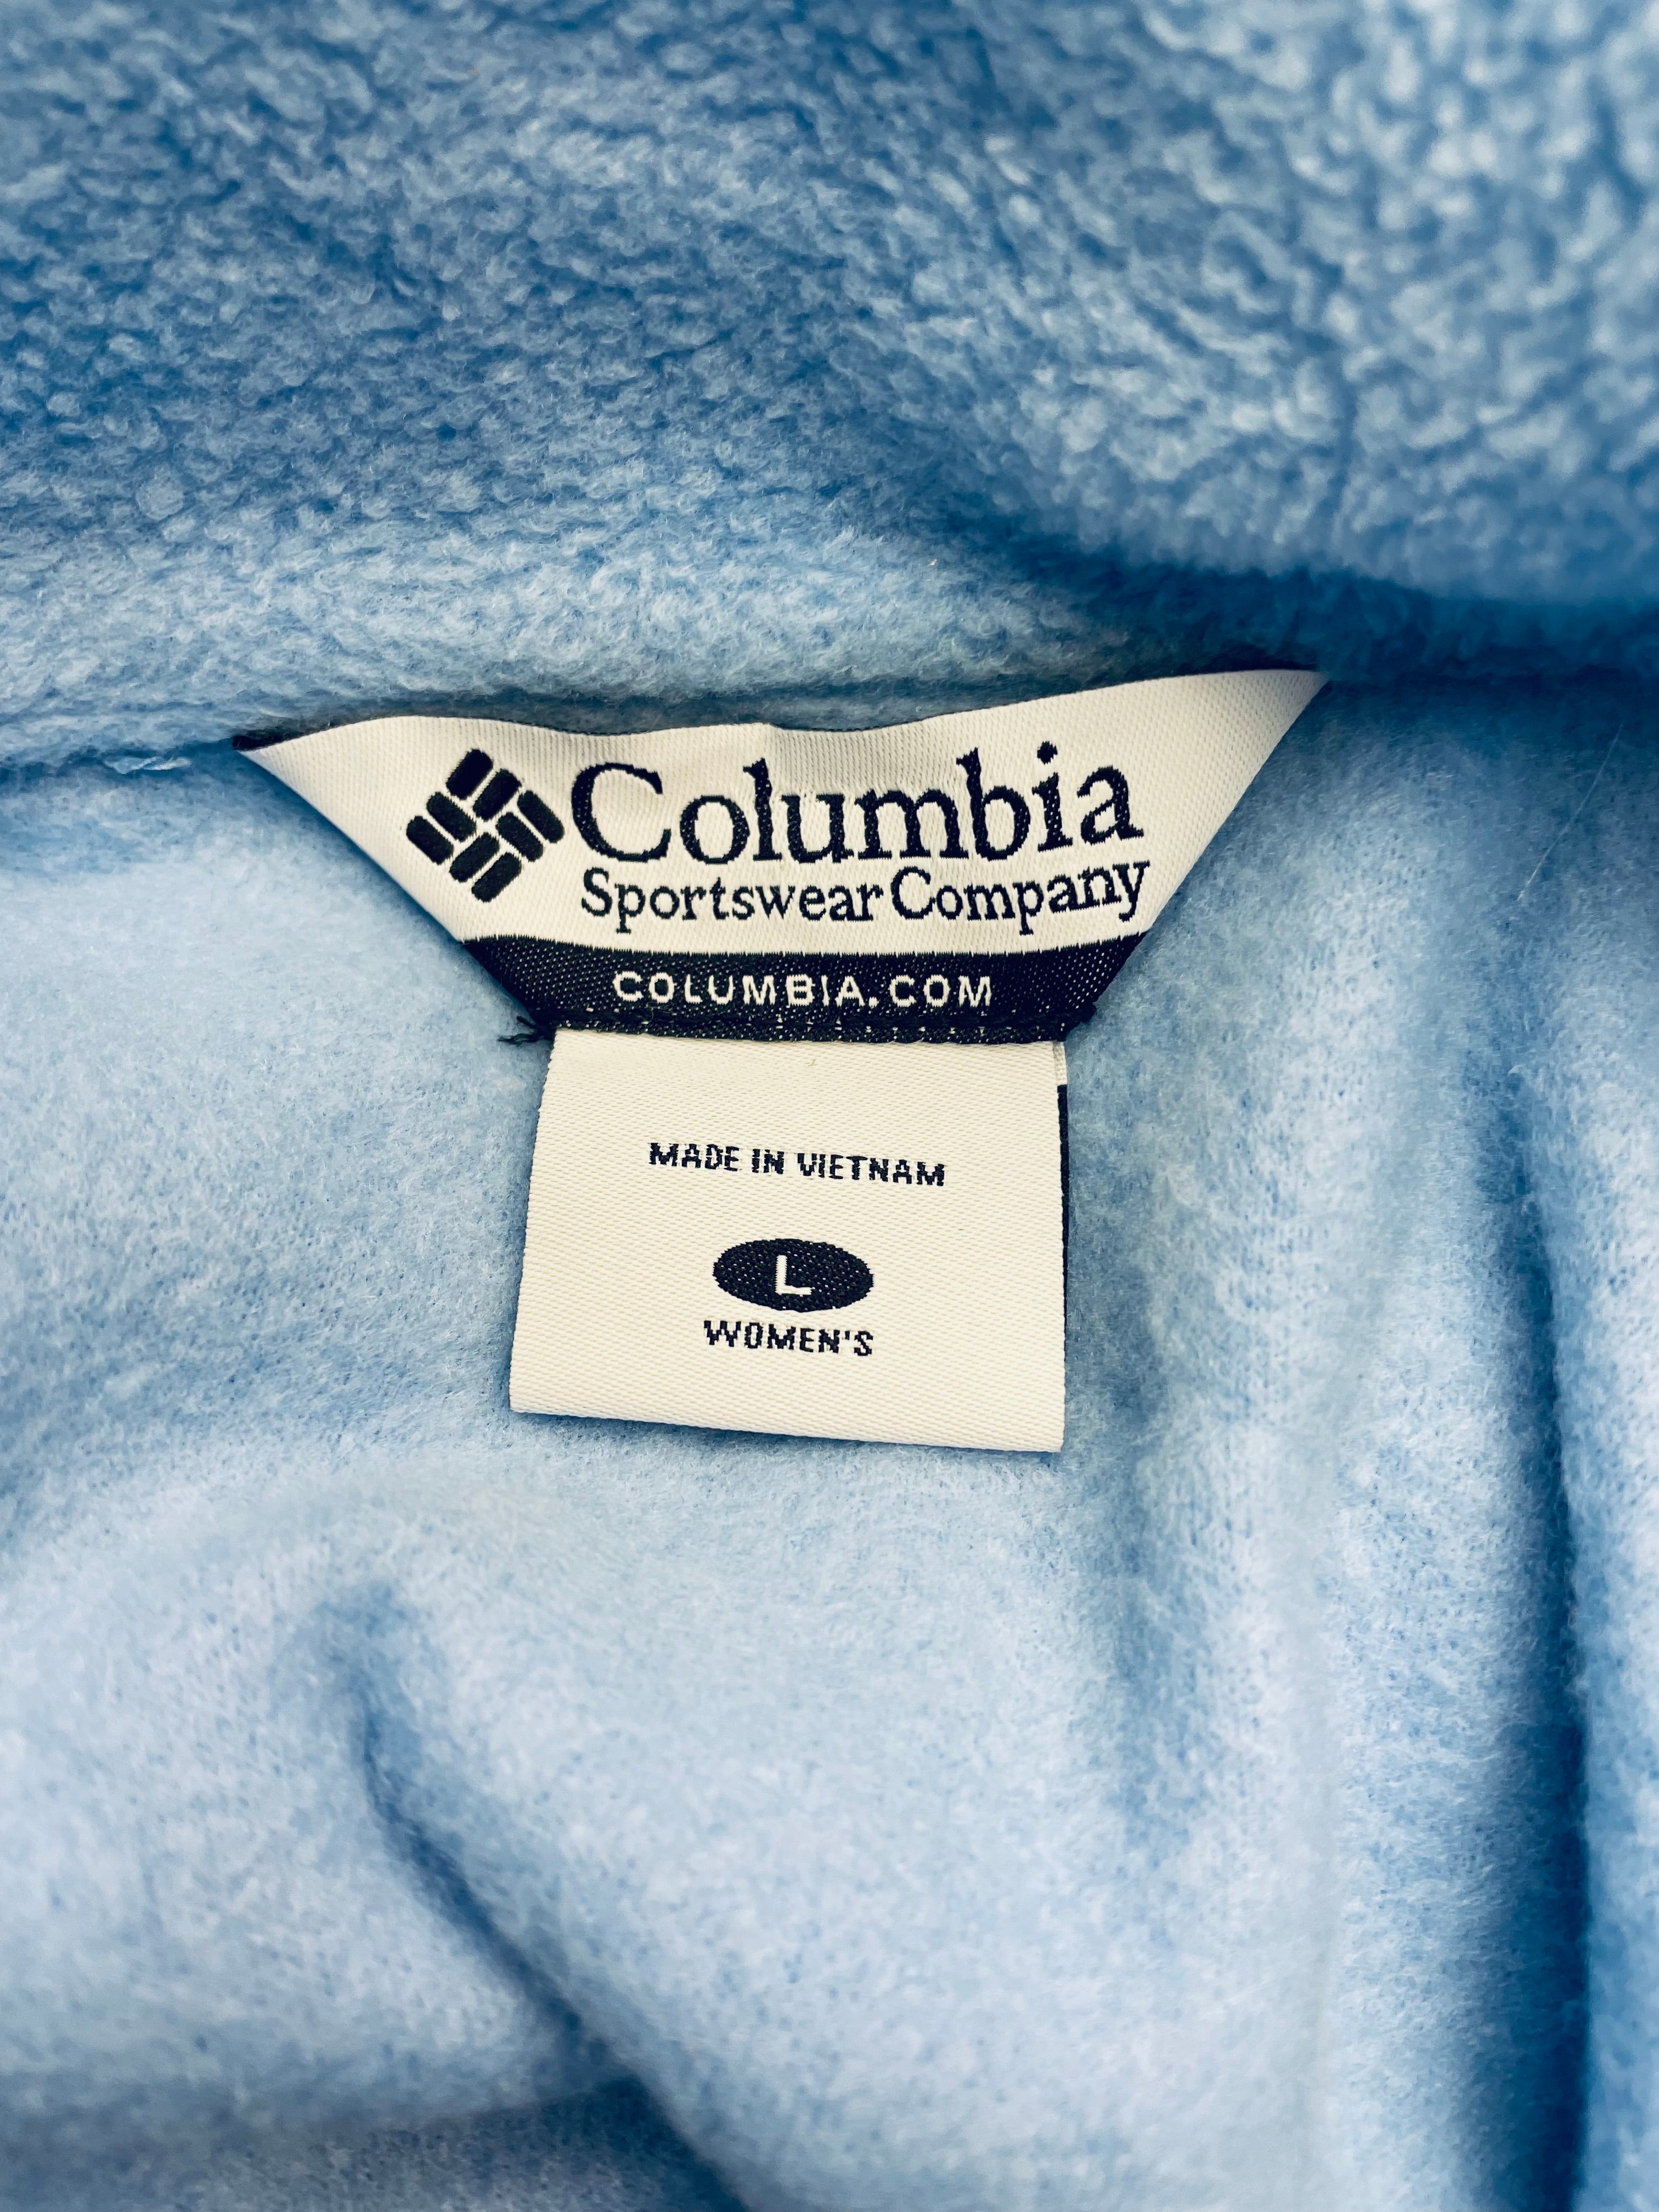 Columbia
Sportswear Company
COLUMBIA.COM
MADE IN VIETNAM
L
WOMEN'S